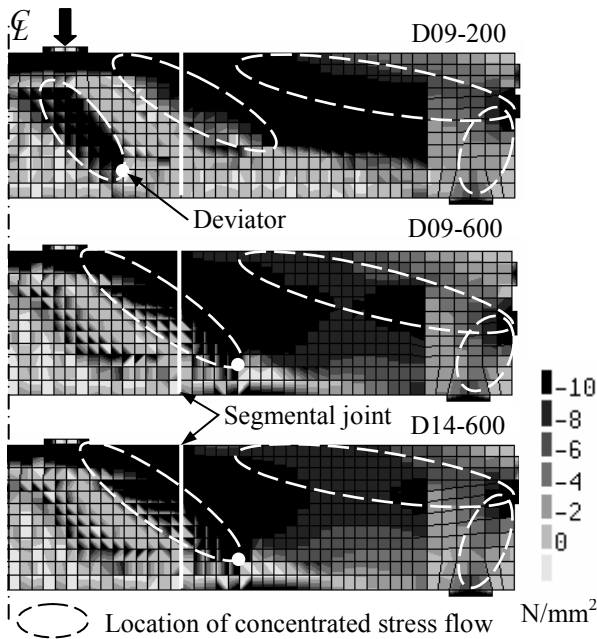 ℄
D09-200
Deviator
D09-600
Segmental joint
D14-600
-10
-8
-6
-4
-2
0
N/mm²
Location of concentrated stress flow